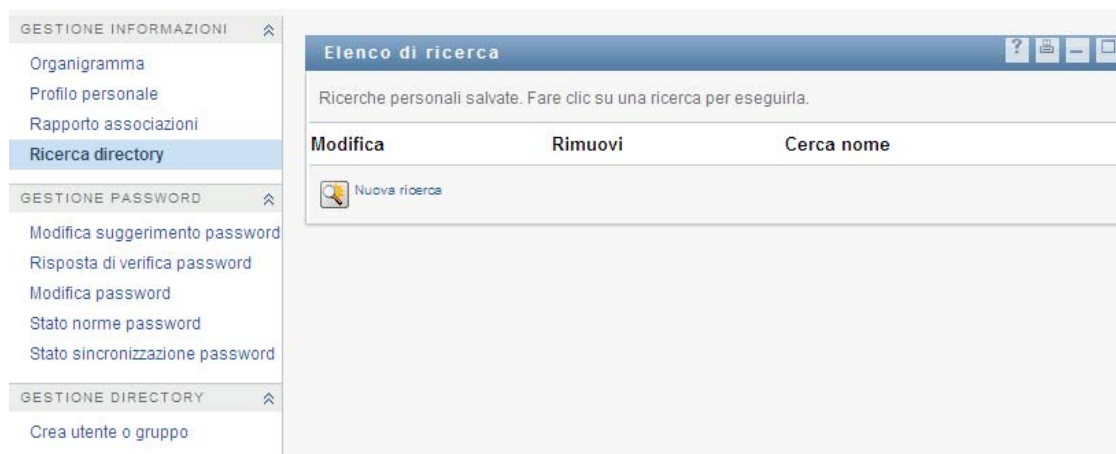 GESTIONE INFORMAZIONI
Organigramma
Profilo personale
Rapporto associazioni
Ricerca directory
GESTIONE PASSWORD
Modifica suggerimento password
Risposta di verifica password
Modifica password
Stato norme password
Stato sincronizzazione password
GESTIONE DIRECTORY
Crea utente o gruppo
Elenco di ricerca
?
Ricerche personali salvate. Fare clic su una ricerca per eseguirla.
Modifica Rimuovi Cerca nome
Nuova ricerca